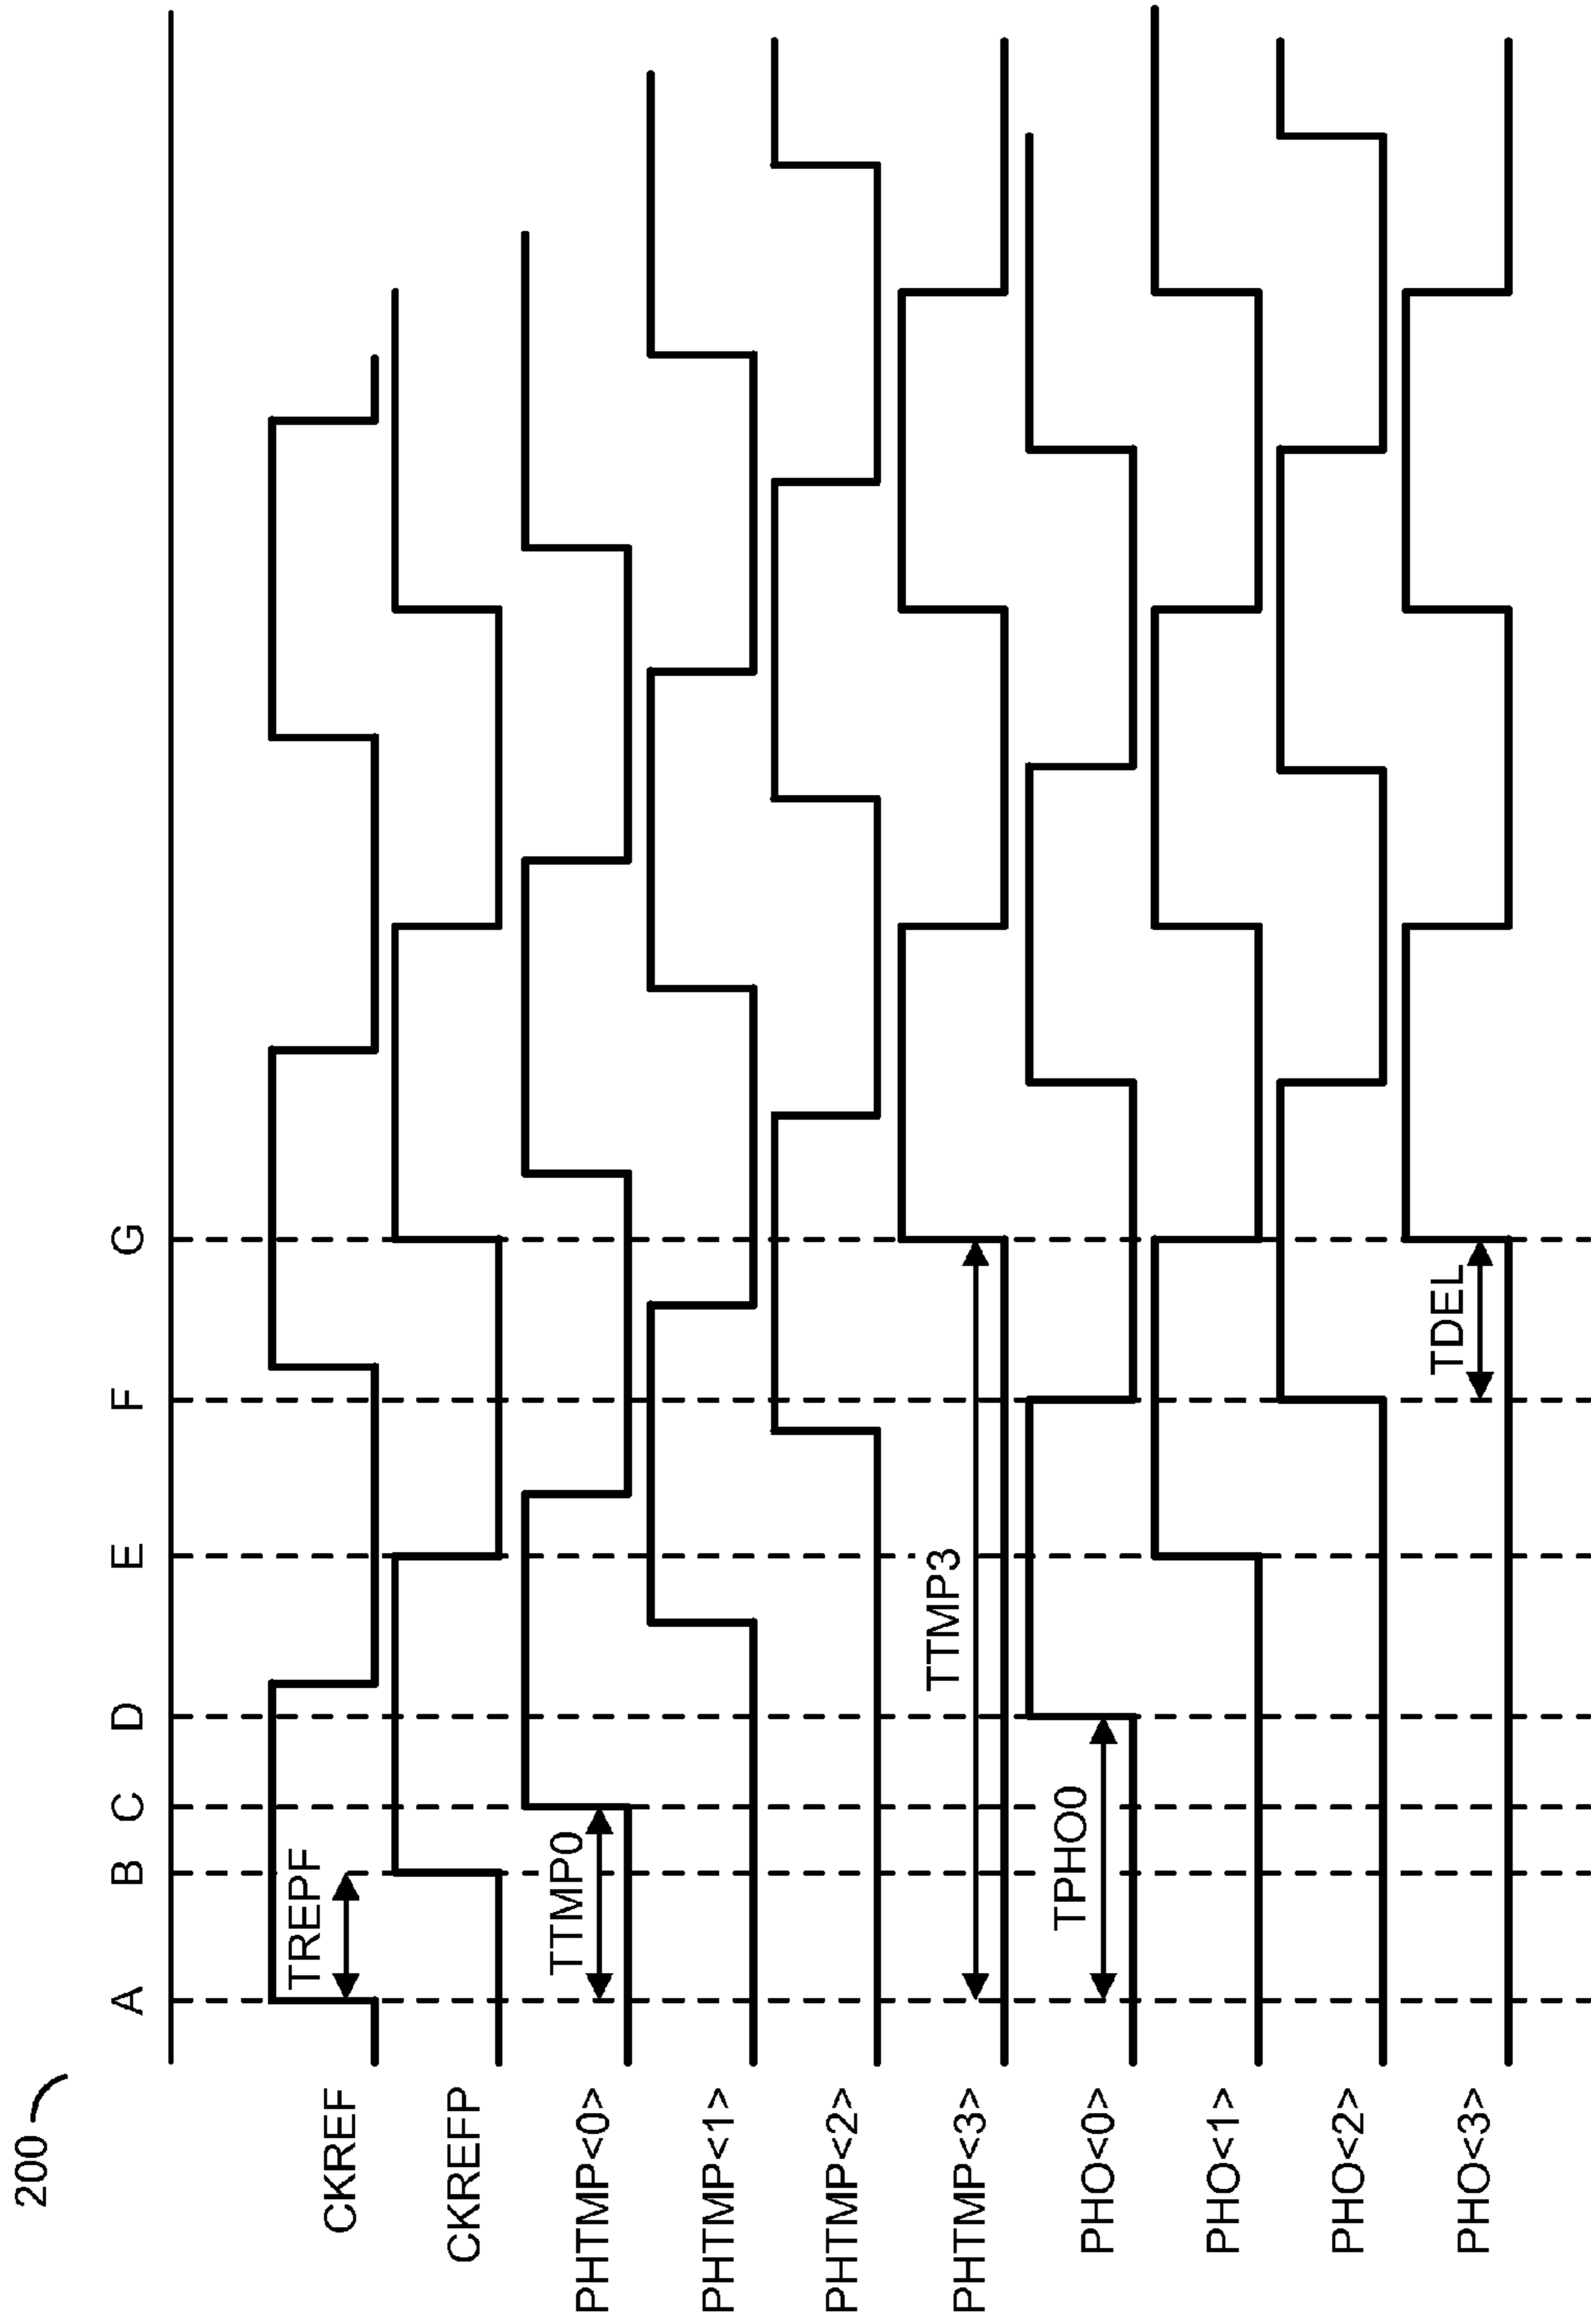 200
A B C D E F G
CKREF
TREPF
CKREFP
PHTMP<0>
TTMP0
PHTMP<1>
PHTMP<2>
PHTMP<3>
TTMP3
PHO<0>
TPHO0
PHO<1>
PHO<2>
PHO<3>
TDEL